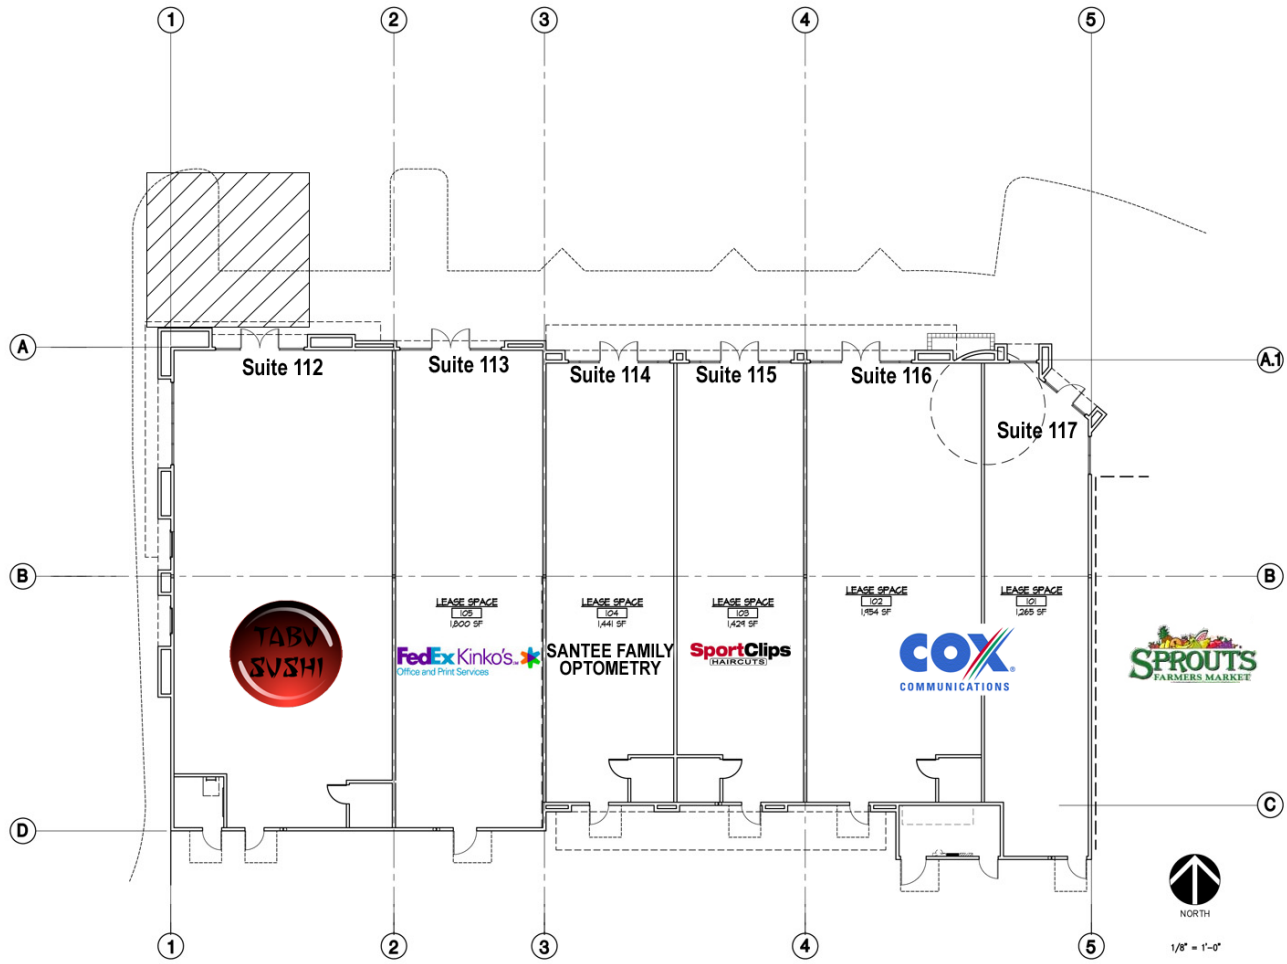 1 2 3 4 5
A
A.1
Suite 112
Suite 113
Suite 114
Suite 115
Suite 116
Suite 117
B
B
LEASE SPACE
105
1,800 SF
LEASE SPACE
104
1,441 SF
LEASE SPACE
103
1,429 SF
LEASE SPACE
102
1,954 SF
LEASE SPACE
101
1,265 SF
TABU
SUSHI
FedEx Kinko's
Office and Print Services
SANTEE FAMILY
OPTOMETRY
SportClips
HAIRCUTS
COX
COMMUNICATIONS
SPROUTS
FARMERS MARKET
C
D
NORTH
1/8" = 1'-0"
1 2 3 4 5